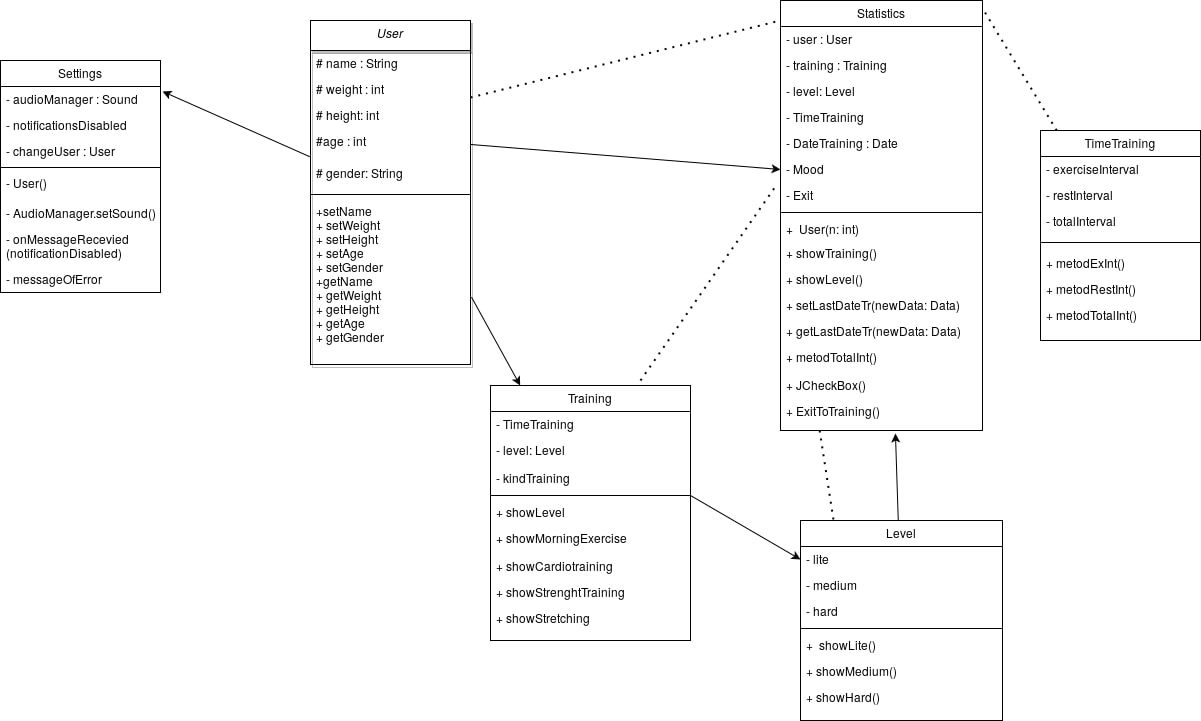 Settings
- audioManager : Sound
- notificationsDisabled
- changeUser : User
- User()
- AudioManager.setSound()
- onMessageRecevied
(notificationDisabled)
- messageOfError
User
# name : String
# weight : int
# height: int
#age : int
# gender: String
+setName
+ setWeight
+ setHeight
+ setAge
+ setGender
+getName
+ getWeight
+ getHeight
+ getAge
+ getGender
Statistics
- user : User
- training : Training
- level: Level
- TimeTraining
- DateTraining : Date
- Mood
- Exit
+ User(n: int)
+ showTraining()
+ showLevel()
+ setLastDateTr(newData: Data)
+ getLastDateTr(newData: Data)
+ metodTotalInt()
+ JCheckBox()
+ ExitToTraining()
TimeTraining
- exerciseInterval
- restInterval
- totalInterval
+ metodExInt()
+ metodRestInt()
+ metodTotalInt()
Training
- TimeTraining
- level: Level
- kindTraining
+ showLevel
+ showMorningExercise
+ showCardiotraining
+ showStrenghtTraining
+ showStretching
Level
- lite
- medium
- hard
+ showLite()
+ showMedium()
+ showHard()